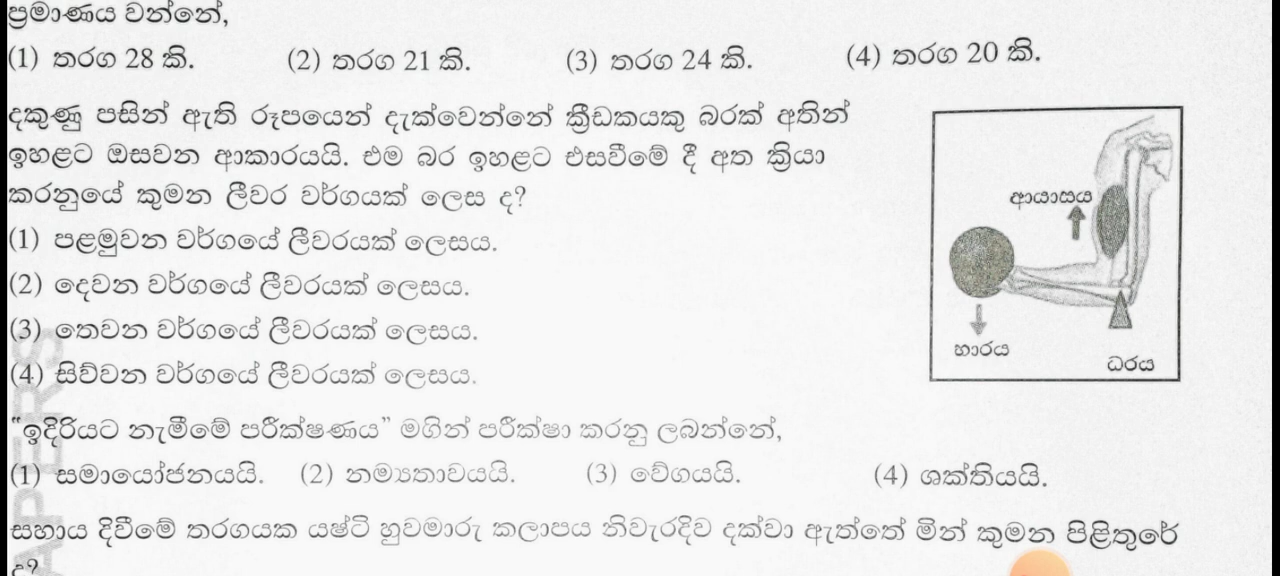 ප්‍රමාණය වන්නේ,
(1) තරග 28 කි. (2) තරග 21 කි. (3) තරග 24 කි. (4) තරග 20 කි.
දකුණු පසින් ඇති රූපයෙන් දැක්වෙන්නේ ක්‍රීඩකයකු බරක් අතින්
ඉහළට ඔසවන ආකාරයයි. එම බර ඉහළට එසවීමේ දී අත ක්‍රියා
කරනුයේ කුමන ලීවර වර්ගයක් ලෙස ද?
(1) පළමුවන වර්ගයේ ලීවරයක් ලෙසය.
(2) දෙවන වර්ගයේ ලීවරයක් ලෙසය.
(3) තෙවන වර්ගයේ ලීවරයක් ලෙසය.
(4) සිව්වන වර්ගයේ ලීවරයක් ලෙසය.
ආයාසය
භාරය
ධරය
“ඉදිරියට නැමීමේ පරීක්ෂණය” මගින් පරීක්ෂා කරනු ලබන්නේ,
(1) සමායෝජනයයි. (2) නම්‍යතාවයයි. (3) වේගයයි. (4) ශක්තියයි.
සහාය දිවීමේ තරගයක යෂ්ටි හුවමාරු කලාපය නිවැරදිව දක්වා ඇත්තේ මින් කුමන පිළිතුරේ
ද?
APERS